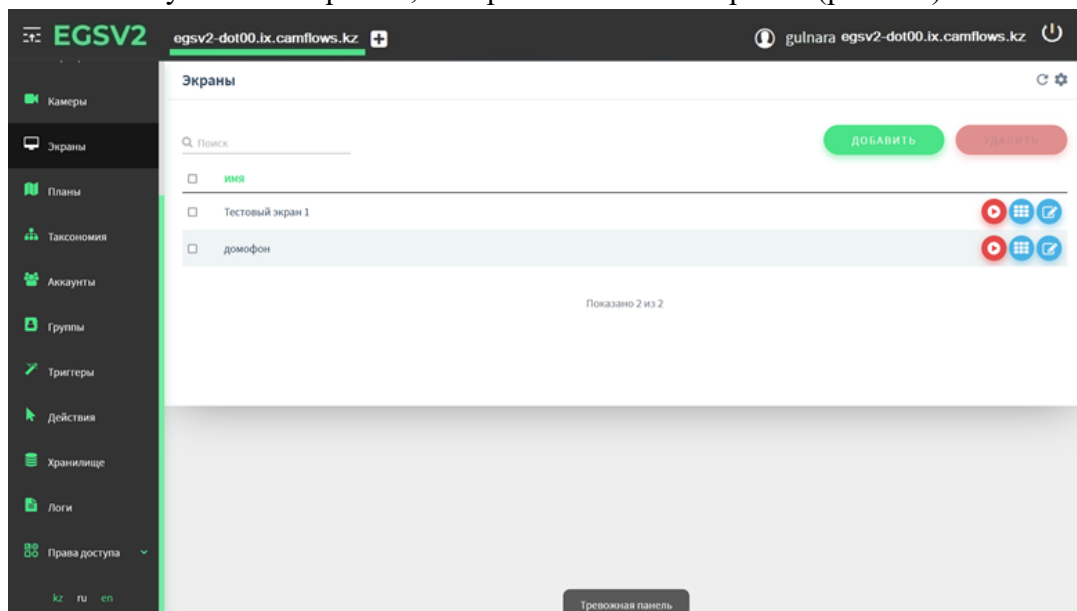 EGSV2
egsv2-dot00.ix.camflows.kz
gulnara egsv2-dot00.ix.camflows.kz
Экраны
Камеры
Экраны
Планы
Таксономия
Аккаунты
Группы
Триггеры
Действия
Хранилище
Логи
Права доступа
kz ru en
Поиск
ДОБАВИТЬ
УДАЛИТЬ
ИМЯ
Тестовый экран 1
домофон
Показано 2 из 2
Тревожная панель